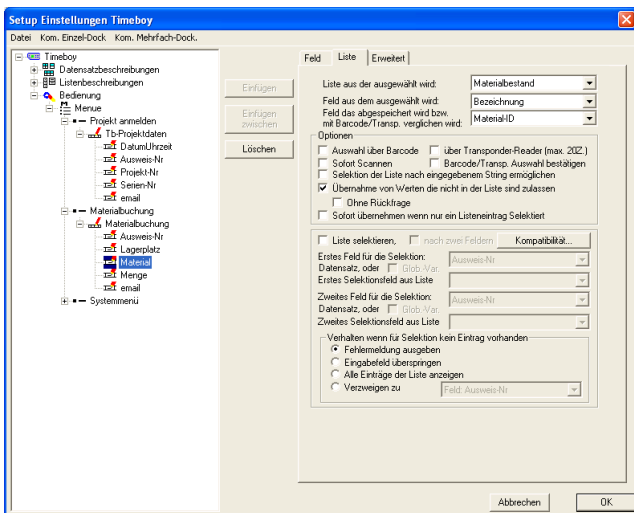 Setup Einstellungen Timeboy
Datei Kom. Einzel-Dock Kom. Mehrfach-Dock.
Timeboy
Datensatzbeschreibungen
Listenbeschreibungen
Bedienung
Menue
Projekt anmelden
Tb-Projektdaten
DatumUhrzeit
Ausweis-Nr
Projekt-Nr
Serien-Nr
email
Materialbuchung
Materialbuchung
Ausweis-Nr
Lagerplatz
Material
Menge
email
Systemmenü
Einfügen
Einfügen
zwischen
Löschen
Feld Liste Erweitert
Liste aus der ausgewählt wird: Materialbestand
Feld aus dem ausgewählt wird: Bezeichnung
Feld das abgespeichert wird bzw.
mit Barcode/Transp. verglichen wird: Material-ID
Optionen
Auswahl über Barcode über Transponder-Reader (max. 20Z.)
Sofort Scannen Barcode/Transp. Auswahl bestätigen
Selektion der Liste nach eingegebenem String ermöglichen
Übernahme von Werten die nicht in der Liste sind zulassen
Ohne Rückfrage
Sofort übernehmen wenn nur ein Listeneintrag Selektiert
Liste selektieren, nach zwei Feldern Kompatibilität...
Erstes Feld für die Selektion: Ausweis-Nr
Datensatz, oder Glob.-Var.
Erstes Selektionsfeld aus Liste
Zweites Feld für die Selektion: Ausweis-Nr
Datensatz, oder Glob.-Var.
Zweites Selektionsfeld aus Liste
Verhalten wenn für Selektion kein Eintrag vorhanden
Fehlermeldung ausgeben
Eingabefeld überspringen
Alle Einträge der Liste anzeigen
Verzweigen zu Feld: Ausweis-Nr
Abbrechen OK